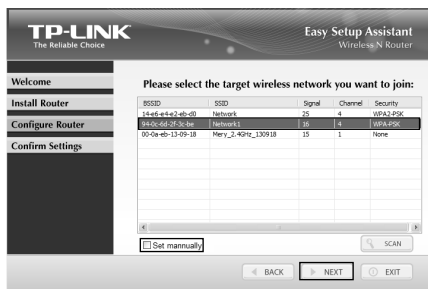 TP-LINK
The Reliable Choice
Easy Setup Assistant
Wireless N Router
Welcome
Install Router
Configure Router
Confirm Settings
Please select the target wireless network you want to join:
BSSID SSID Signal Channel Security
14-e6-e4-e2-eb-d0 Network 25 4 WPA2-PSK
94-0c-6d-2f-3c-be Network1 16 4 WPA-PSK
00-0a-eb-13-09-18 Mery_2.4GHz_130918 15 1 None
Set mannually
SCAN
BACK
NEXT
EXIT